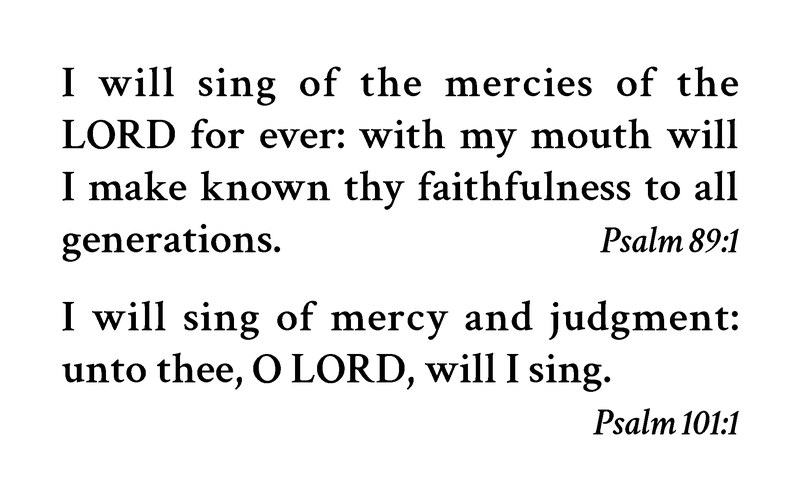 I will sing of the mercies of the
LORD for ever: with my mouth will
I make known thy faithfulness to all
generations. Psalm 89:1
I will sing of mercy and judgment:
unto thee, O LORD, will I sing.
Psalm 101:1